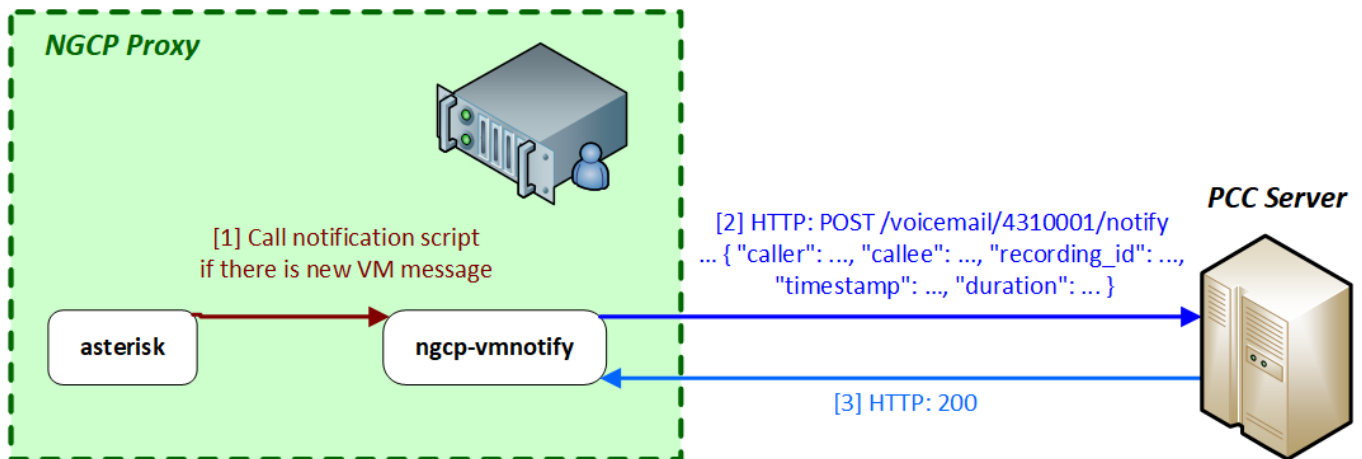 NGCP Proxy
PCC Server
[1] Call notification script
if there is new VM message
[2] HTTP: POST /voicemail/4310001/notify
... { "caller": ..., "callee": ..., "recording_id": ...,
"timestamp": ..., "duration": ... }
asterisk
ngcp-vmnotify
[3] HTTP: 200